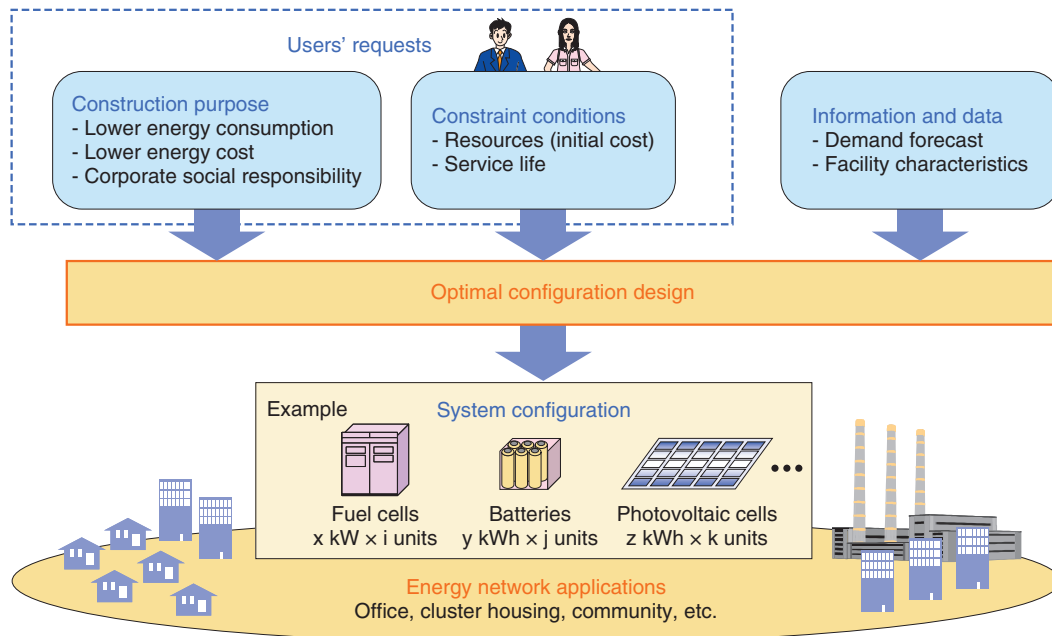 Users' requests
Construction purpose
- Lower energy consumption
- Lower energy cost
- Corporate social responsibility
Constraint conditions
- Resources (initial cost)
- Service life
Information and data
- Demand forecast
- Facility characteristics
Optimal configuration design
Example
System configuration
Fuel cells
x kW × i units
Batteries
y kWh × j units
Photovoltaic cells
z kWh × k units
Energy network applications
Office, cluster housing, community, etc.